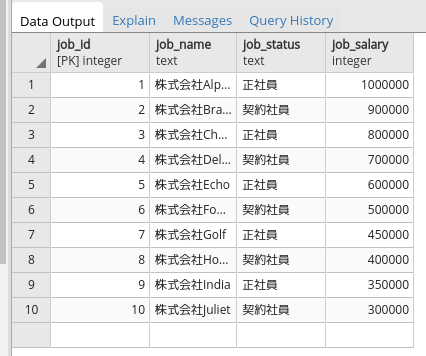 Data Output Explain Messages Query History
job_id job_name job_status job_salary
[PK] integer text text integer
1 1 株式会社Alp... 正社員 1000000
2 2 株式会社Bra... 契約社員 900000
3 3 株式会社Ch... 正社員 800000
4 4 株式会社Del... 契約社員 700000
5 5 株式会社Echo 正社員 600000
6 6 株式会社Fo... 契約社員 500000
7 7 株式会社Golf 正社員 450000
8 8 株式会社Ho... 契約社員 400000
9 9 株式会社India 正社員 350000
10 10 株式会社Juliet 契約社員 300000